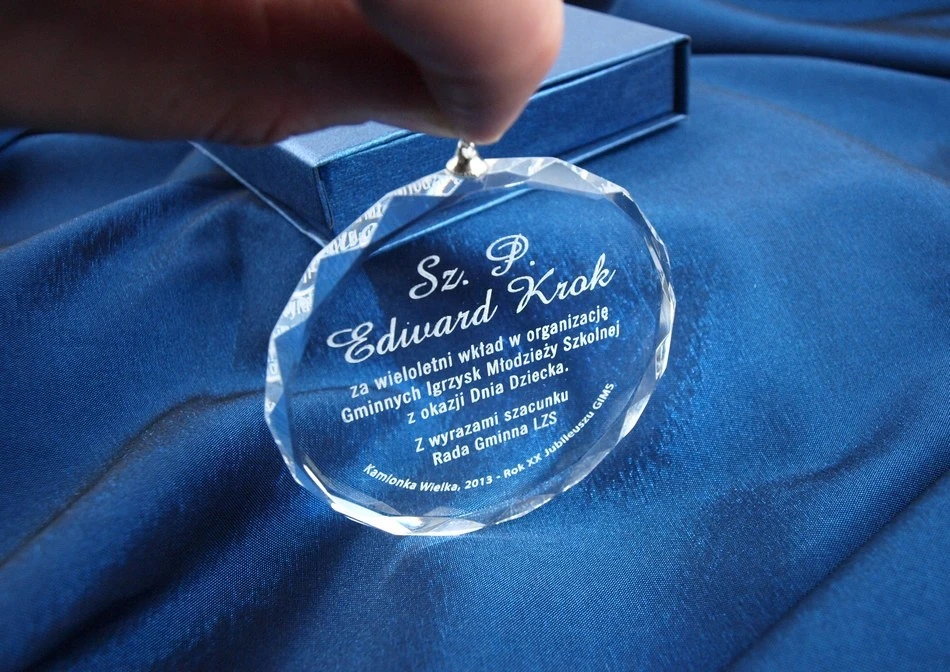 Sz. P.
Edward Krok
za wieloletni wkład w organizację
Gminnych Igrzysk Młodzieży Szkolnej
z okazji Dnia Dziecka.
Z wyrazami szacunku
Rada Gminna LZS
Kamionka Wielka, 2013 - Rok XX Jubileuszu GIMS